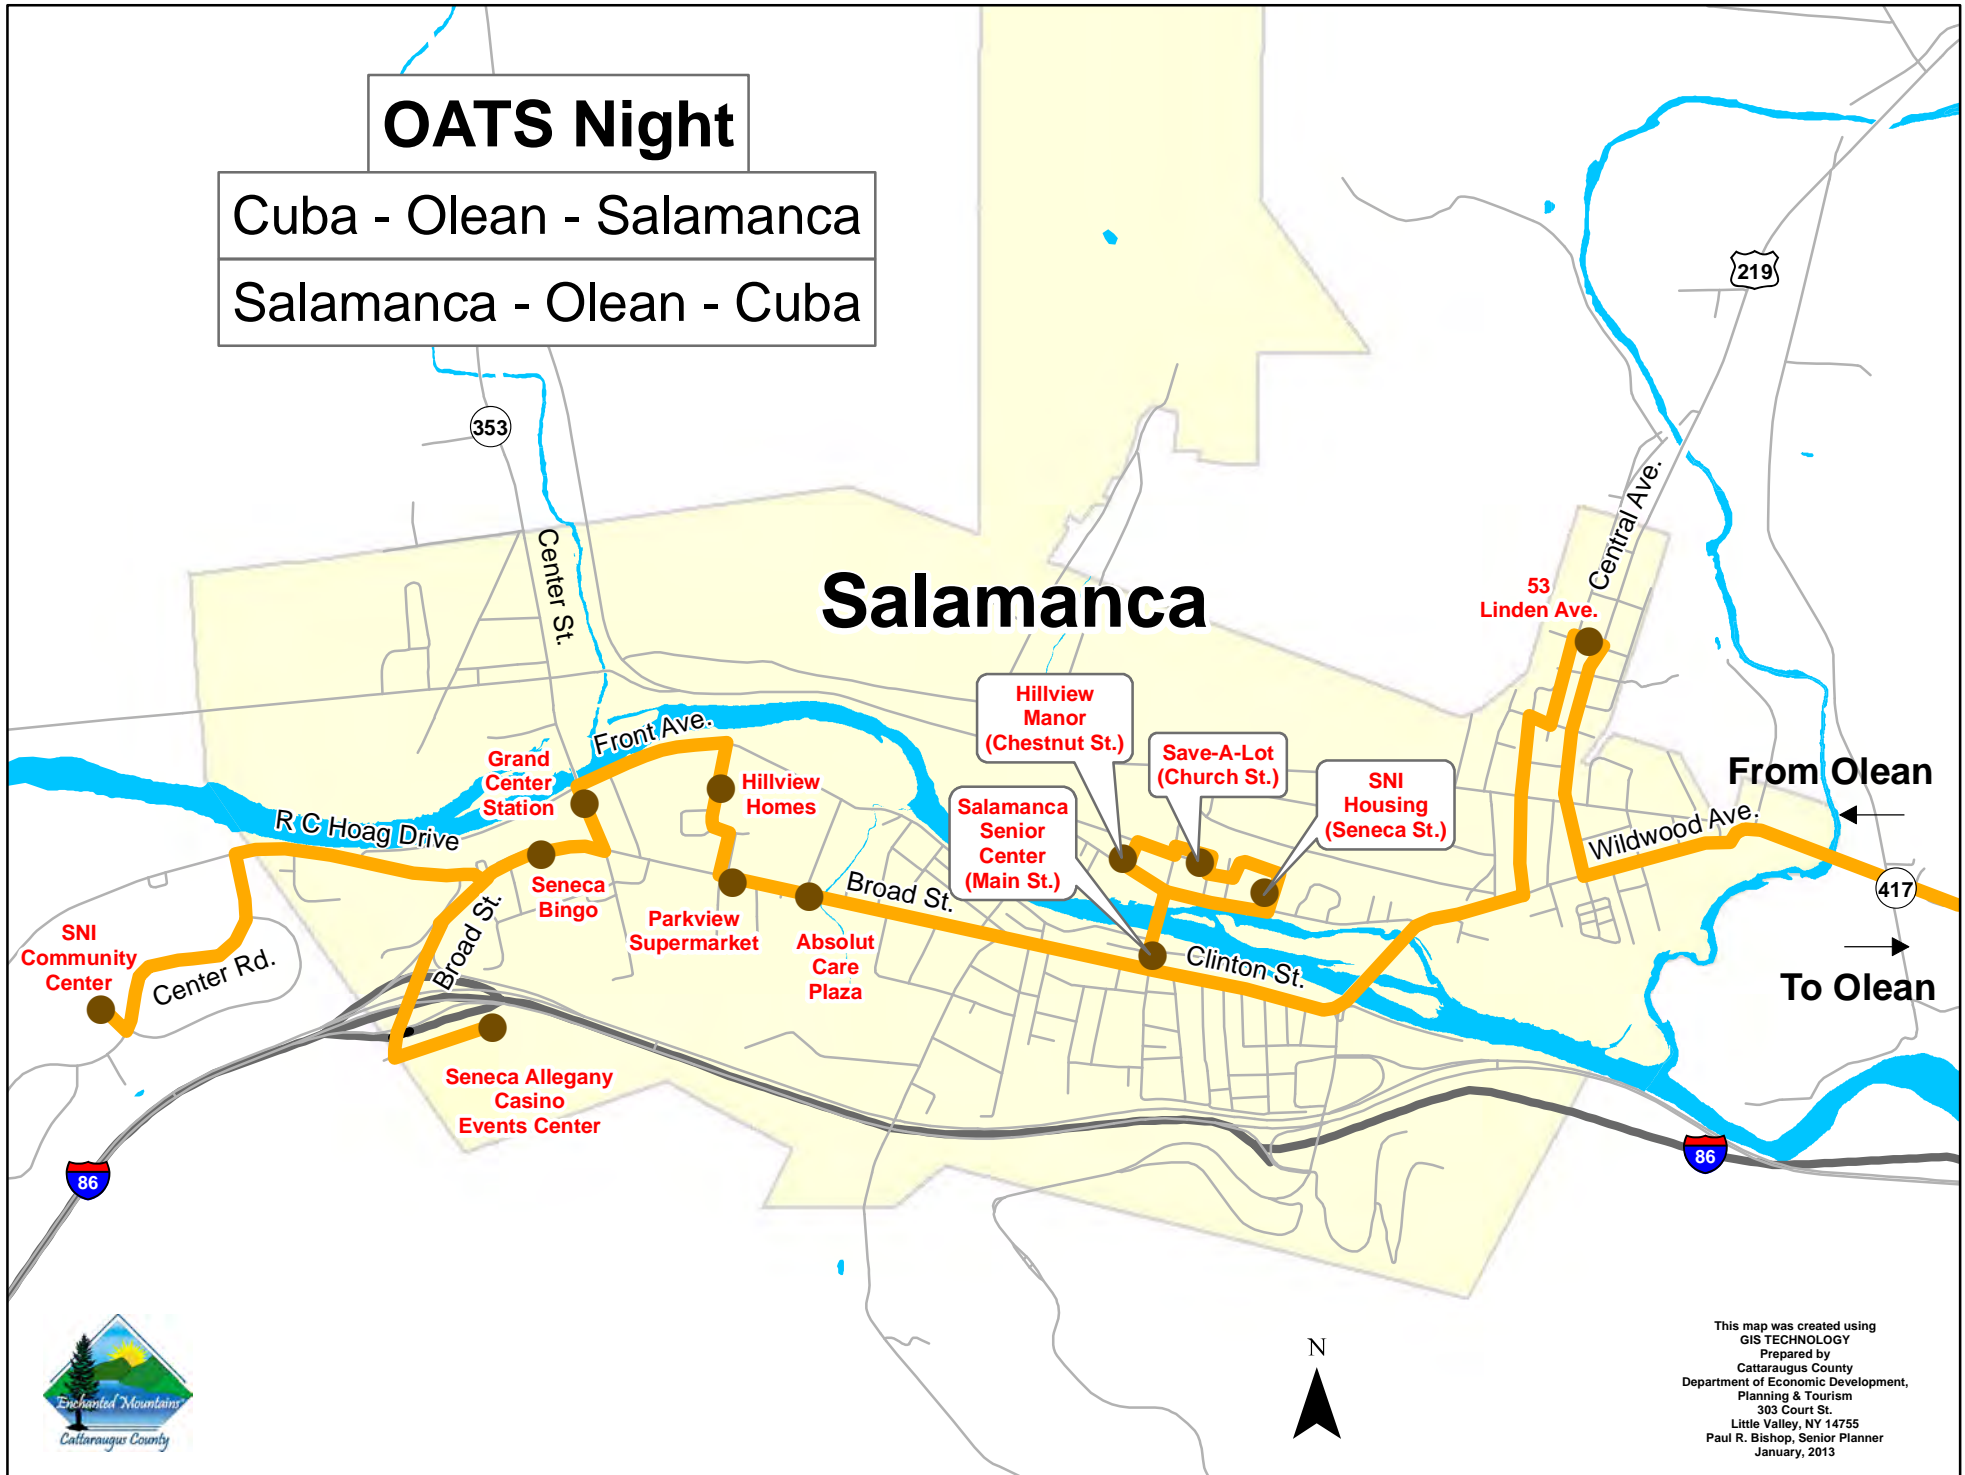 OATS Night
Cuba - Olean - Salamanca
Salamanca - Olean - Cuba
219
353
Center St.
Central Ave.
Salamanca
53
Linden Ave.
Hillview
Manor
(Chestnut St.)
Save-A-Lot
(Church St.)
SNI
Housing
(Seneca St.)
Salamanca
Senior
Center
(Main St.)
From Olean
Front Ave.
Grand
Center
Station
Hillview
Homes
R C Hoag Drive
Wildwood Ave.
417
Seneca
Bingo
Broad St.
Parkview
Supermarket
Absolut
Care
Plaza
Broad St.
SNI
Community
Center
Center Rd.
Clinton St.
To Olean
Seneca Allegany
Casino
Events Center
86
86
Enchanted Mountains
Cattaraugus County
N
This map was created using
GIS TECHNOLOGY
Prepared by
Cattaraugus County
Department of Economic Development,
Planning & Tourism
303 Court St.
Little Valley, NY 14755
Paul R. Bishop, Senior Planner
January, 2013